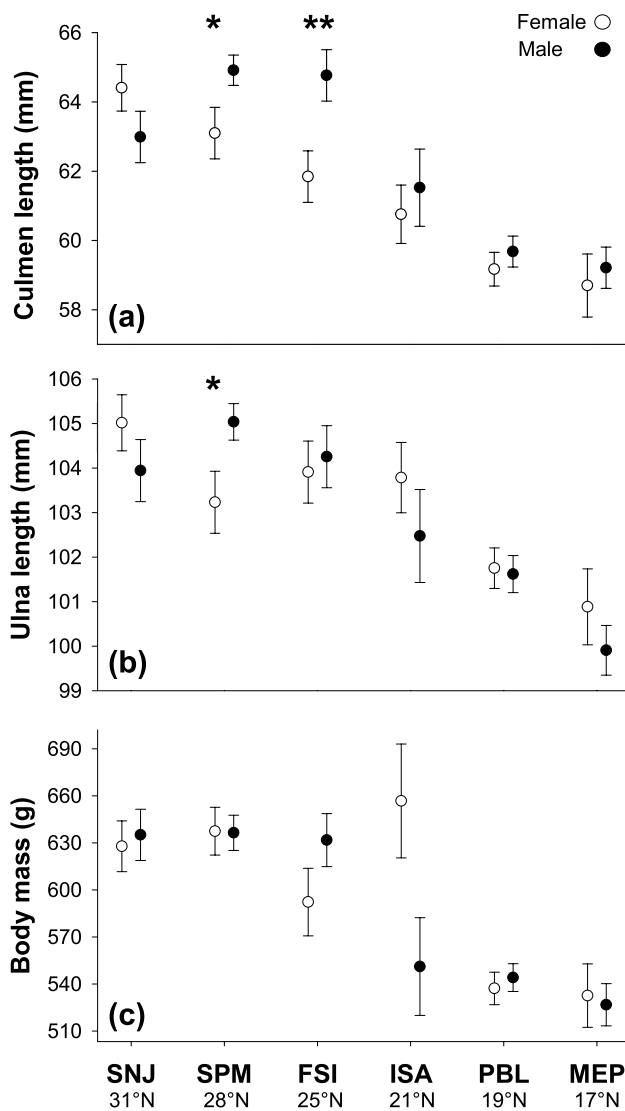 * **
Female
Male
66
64
62
60
58
Culmen length (mm)
(a)
*
106
105
104
103
102
101
100
99
Ulna length (mm)
(b)
690
660
630
600
570
540
510
Body mass (g)
(c)
SNJ SPM FSI ISA PBL MEP
31°N 28°N 25°N 21°N 19°N 17°N